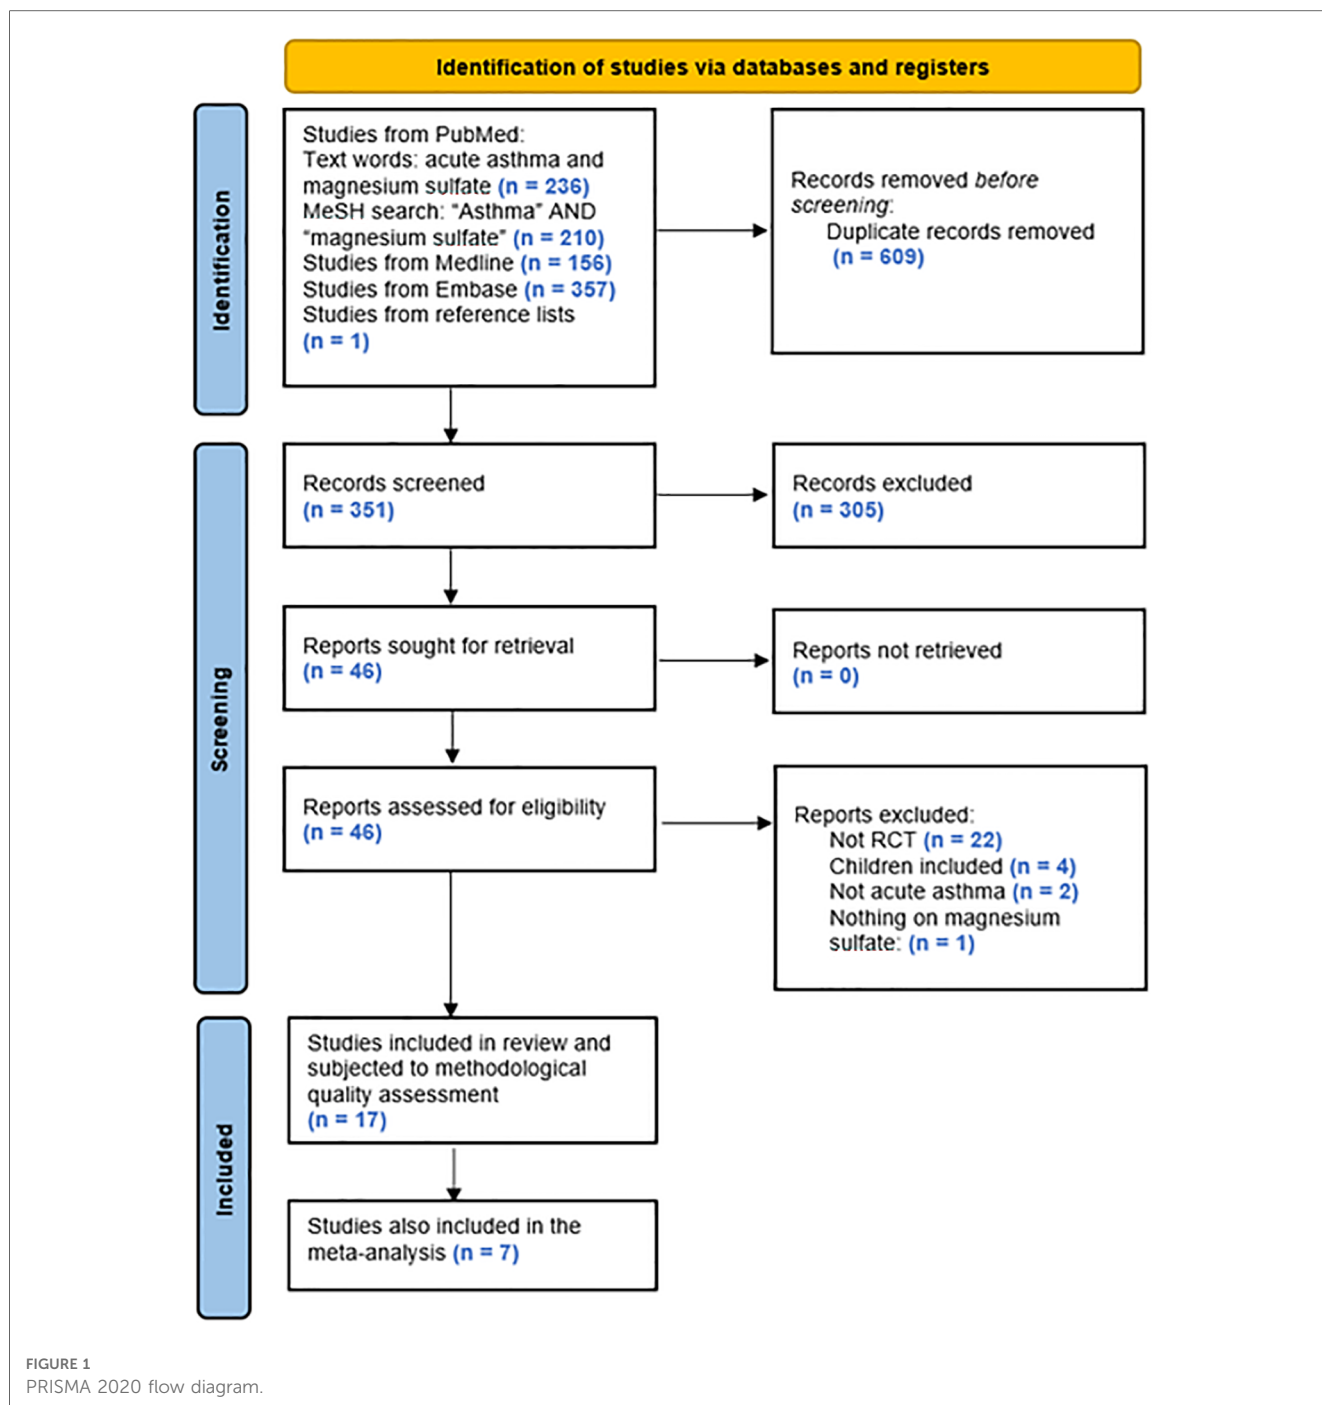 Identification of studies via databases and registers
Identification
Studies from PubMed:
Text words: acute asthma and
magnesium sulfate (n = 236)
MeSH search: “Asthma” AND
“magnesium sulfate” (n = 210)
Studies from Medline (n = 156)
Studies from Embase (n = 357)
Studies from reference lists
(n = 1)
Records removed before
screening:
Duplicate records removed
(n = 609)
Screening
Records screened
(n = 351)
Records excluded
(n = 305)
Reports sought for retrieval
(n = 46)
Reports not retrieved
(n = 0)
Reports assessed for eligibility
(n = 46)
Reports excluded:
Not RCT (n = 22)
Children included (n = 4)
Not acute asthma (n = 2)
Nothing on magnesium
sulfate: (n = 1)
Included
Studies included in review and
subjected to methodological
quality assessment
(n = 17)
Studies also included in the
meta-analysis (n = 7)
FIGURE 1
PRISMA 2020 flow diagram.